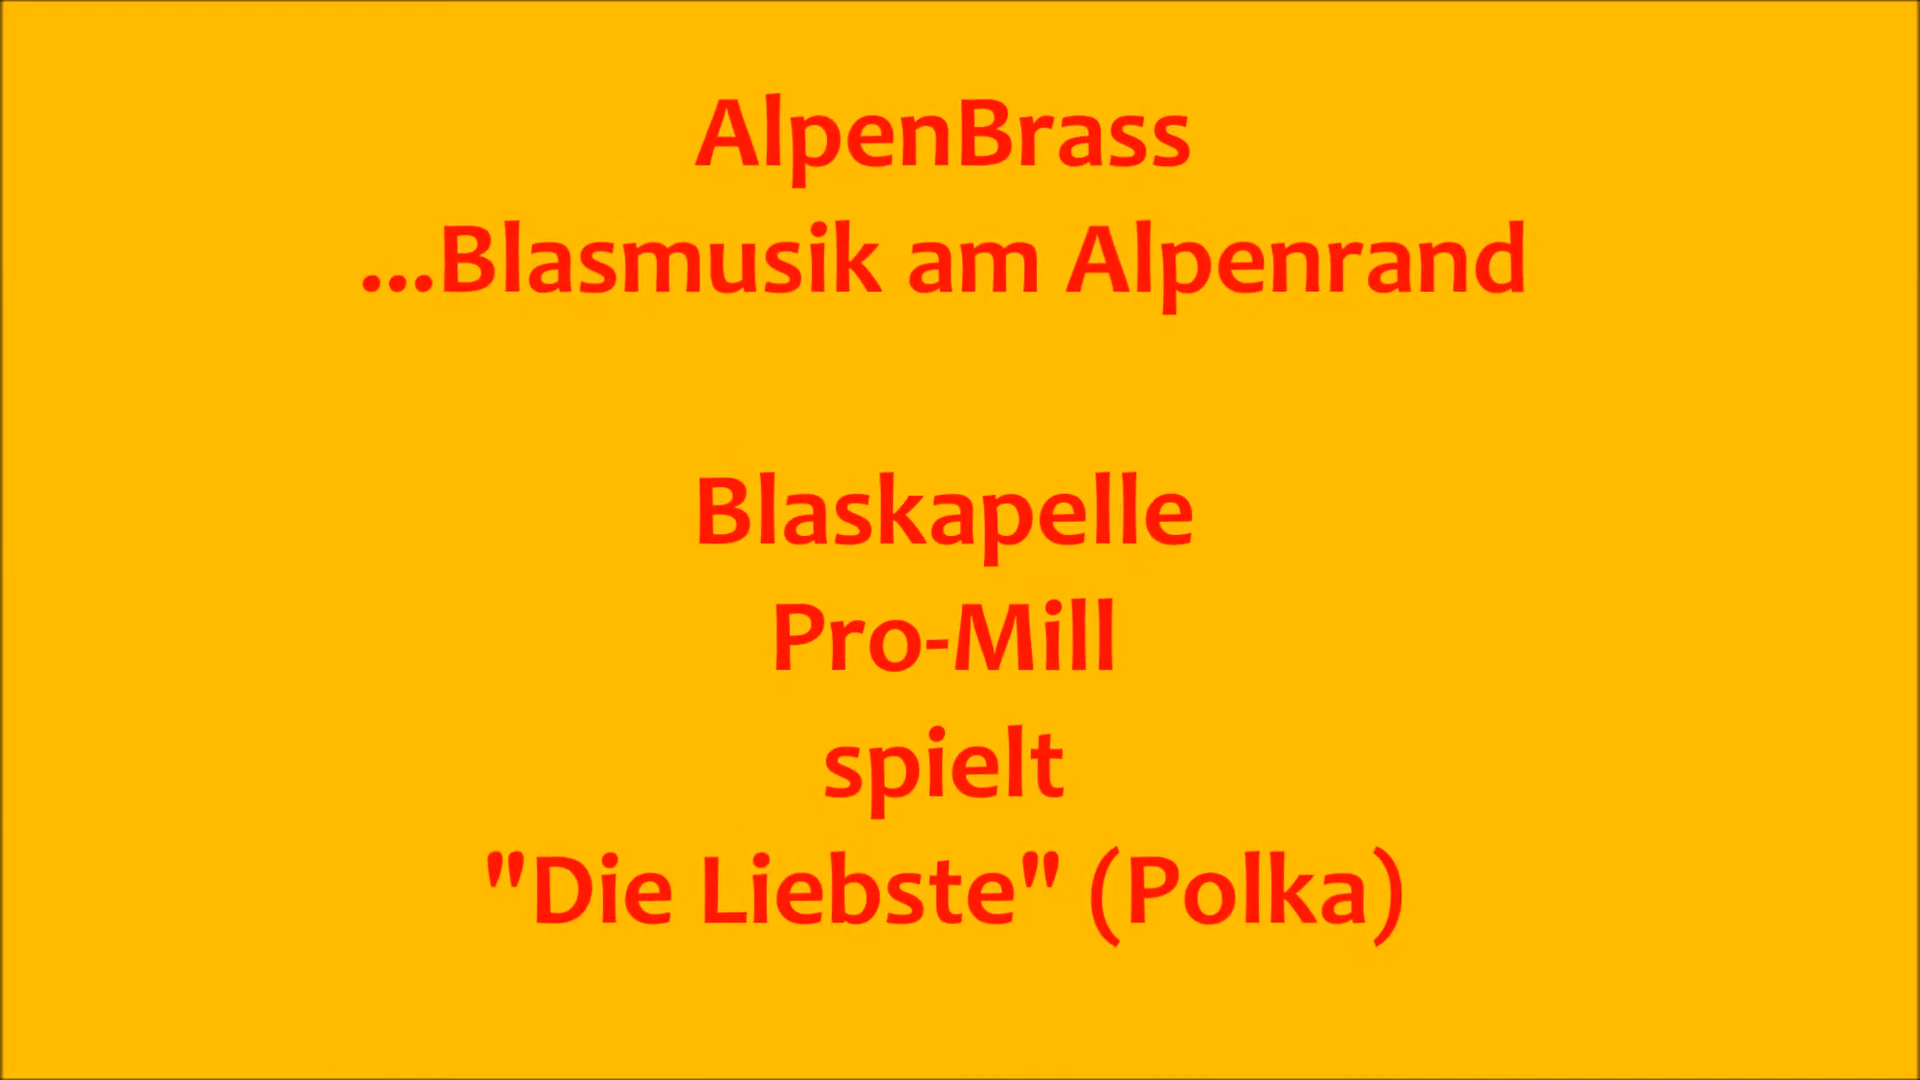 AlpenBrass
...Blasmusik am Alpenrand
Blaskapelle
Pro-Mill
spielt
"Die Liebste" (Polka)